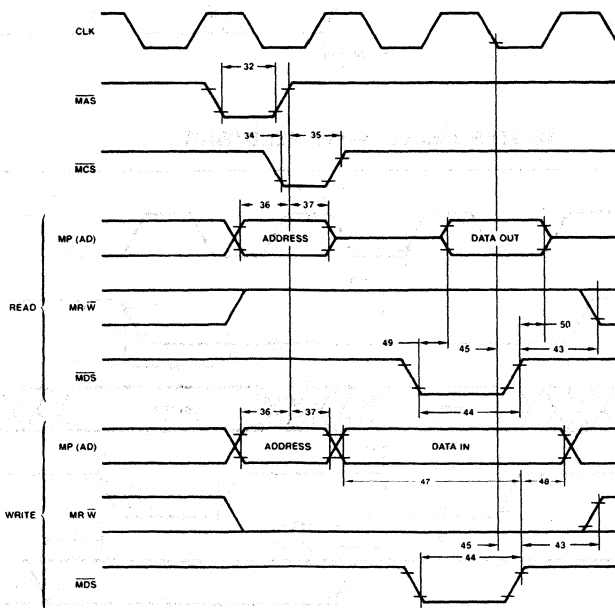 CLK
32
MAS
34 35
MCS
36 37
MP (AD) ADDRESS DATA OUT
READ MR W
50
49 45 43
MDS
44
36 37
MP (AD) ADDRESS DATA IN
47 48
WRITE MR W
45 43
44
MDS